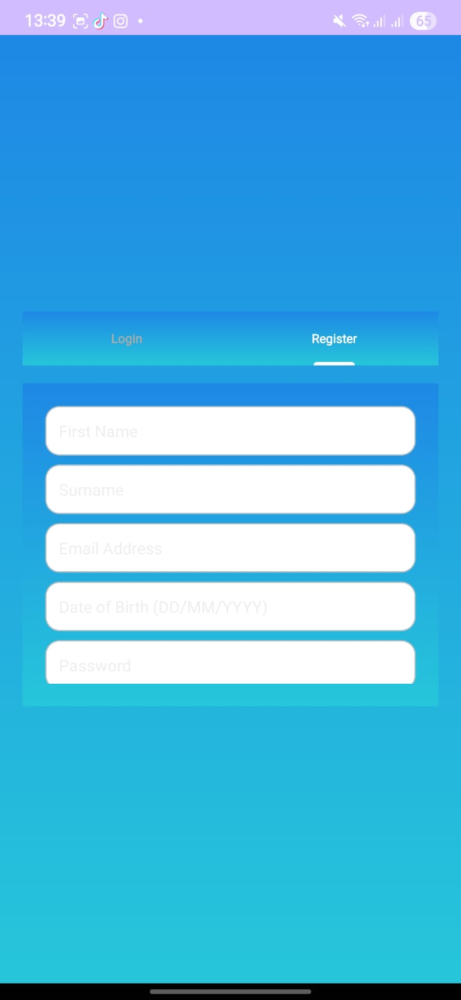 13:39
65
Login
Register
First Name
Surname
Email Address
Date of Birth (DD/MM/YYYY)
Password